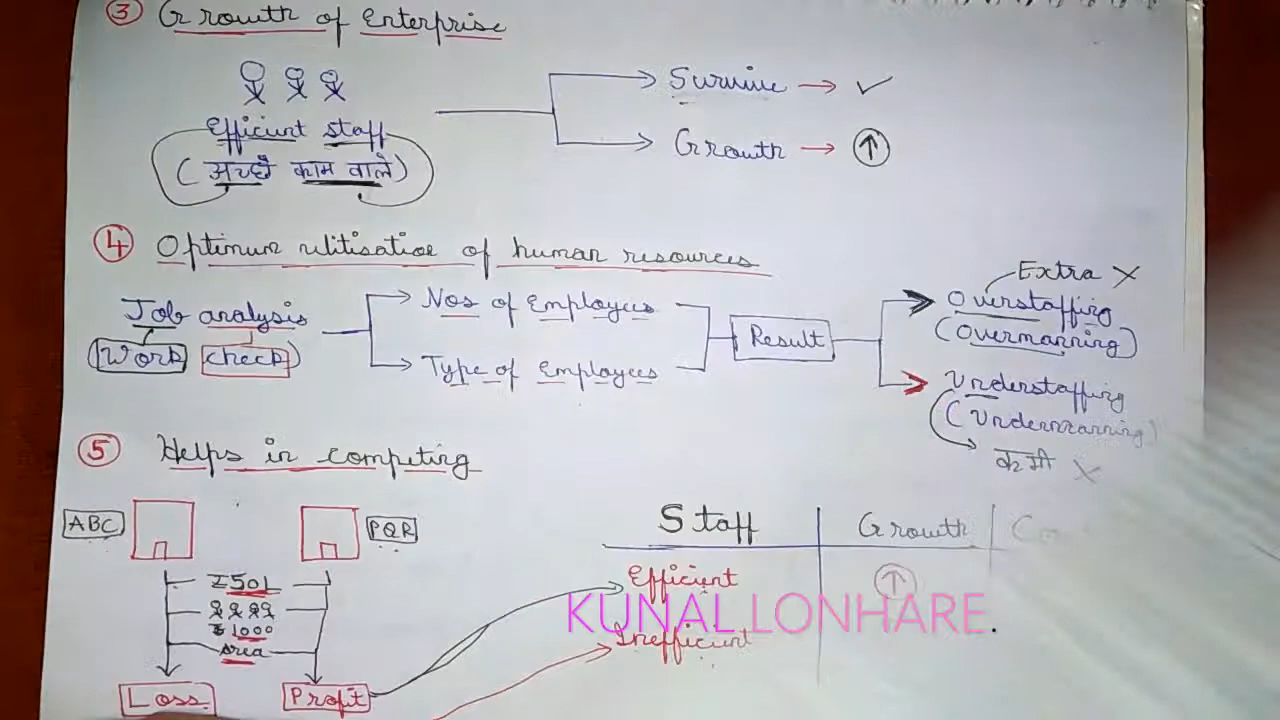 ③ Growth of Enterprise
Efficient staff
(अच्छे काम वाले)
Survive → ✓
Growth → ↑
④ Optimum utitisatioe of human resources
Job analysis
(Work check)
Nos of Employees
Type of Employees
Result
Extra X
Overstaffing
(Overmanning)
Understaffing
(Undermanning)
कमी X
⑤ Helps in competing
ABC
PQR
₹50L
₹1000
area
Loss
Profit
Staff Growth
Efficient ↑
Inefficient
KUNAL LONHARE.